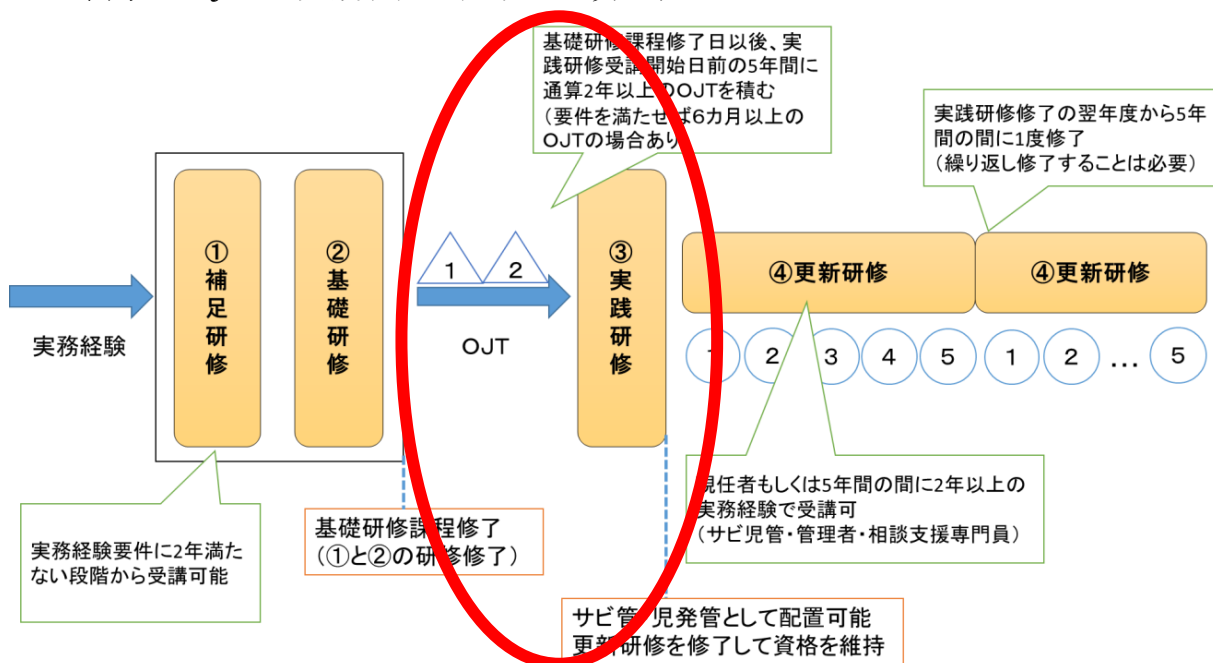 基礎研修課程修了日以後、実
践研修受講開始日前の5年間に
通算2年以上のOJTを積む
(要件を満たせば6カ月以上の
OJTの場合あり
実践研修修了の翌年度から5年
間の間に1度修了
(繰り返し修了することは必要)
実務経験
①補足研修
②基礎研修
1
2
OJT
③実践研修
④更新研修
④更新研修
1
2
3
4
5
1
2
…
5
実務経験要件に2年満た
ない段階から受講可能
基礎研修課程修了
(①と②の研修修了)
現任者もしくは5年間の間に2年以上の
実務経験で受講可
(サビ児管・管理者・相談支援専門員)
サビ管 児発管として配置可能
更新研修を修了して資格を維持